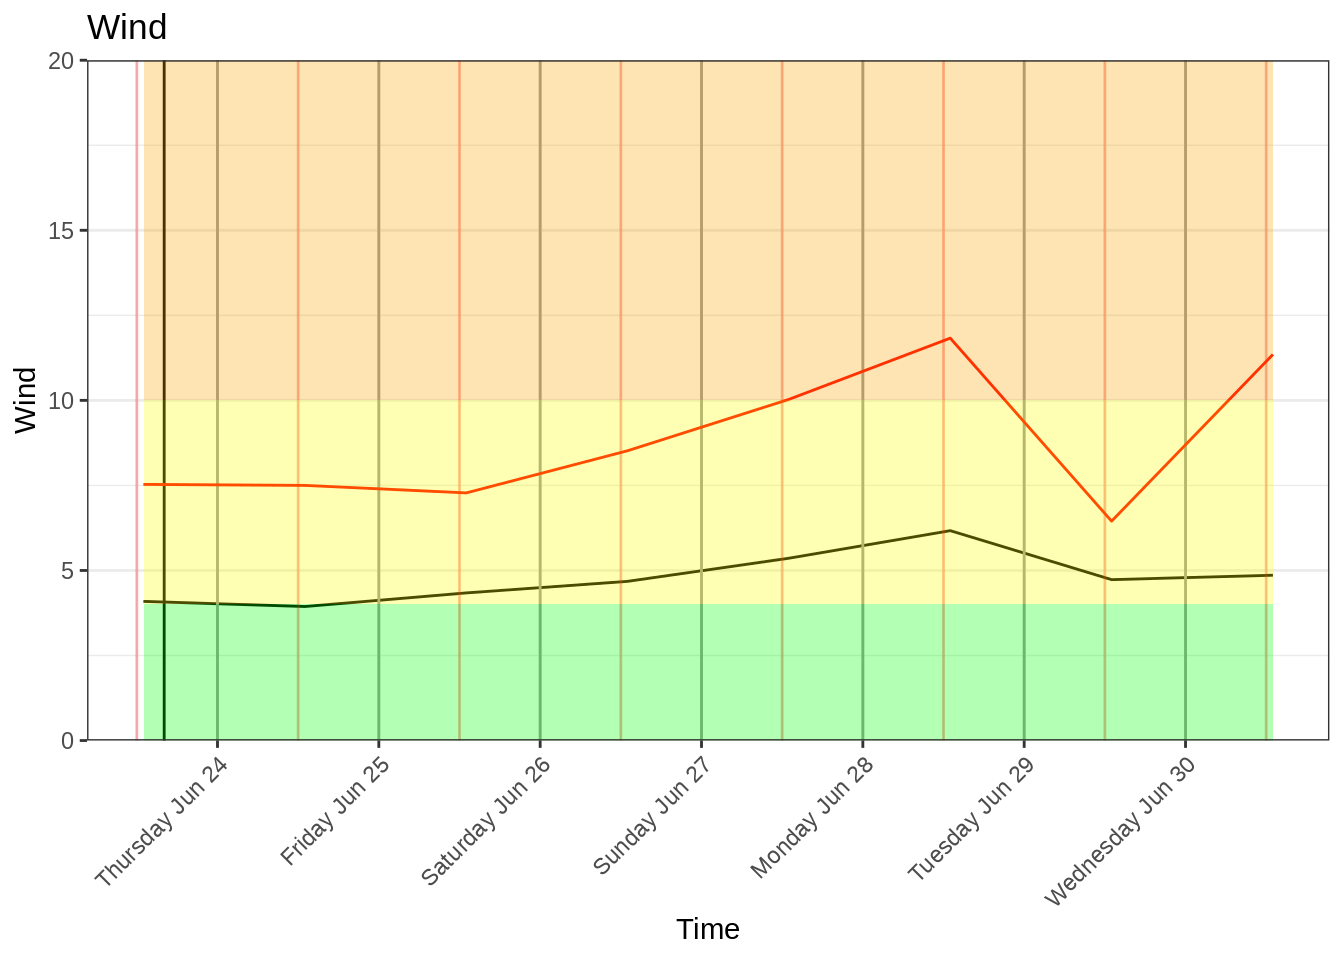 Wind
20
15
10
5
0
Wind
Thursday Jun 24
Friday Jun 25
Saturday Jun 26
Sunday Jun 27
Monday Jun 28
Tuesday Jun 29
Wednesday Jun 30
Time